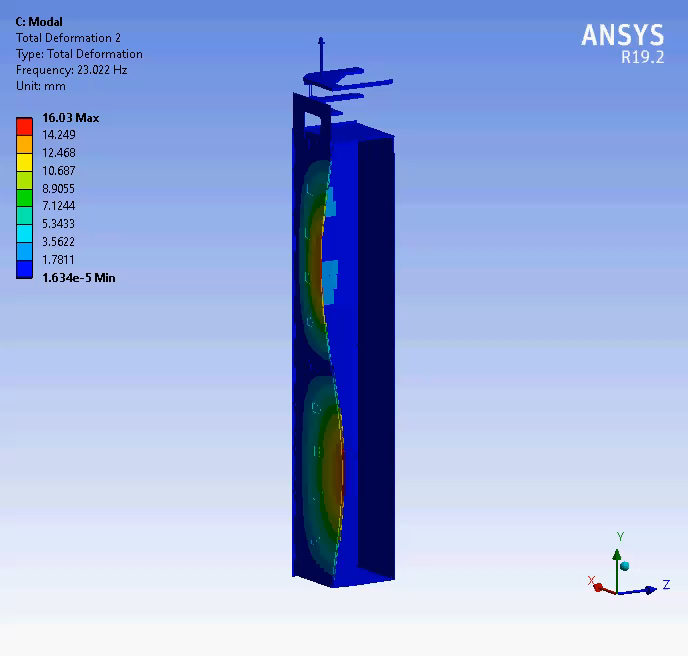 C: Modal
Total Deformation 2
Type: Total Deformation
Frequency: 23.022 Hz
Unit: mm
ANSYS
R19.2
16.03 Max
14.249
12.468
10.687
8.9055
7.1244
5.3433
3.5622
1.7811
1.634e-5 Min
Y
X
Z